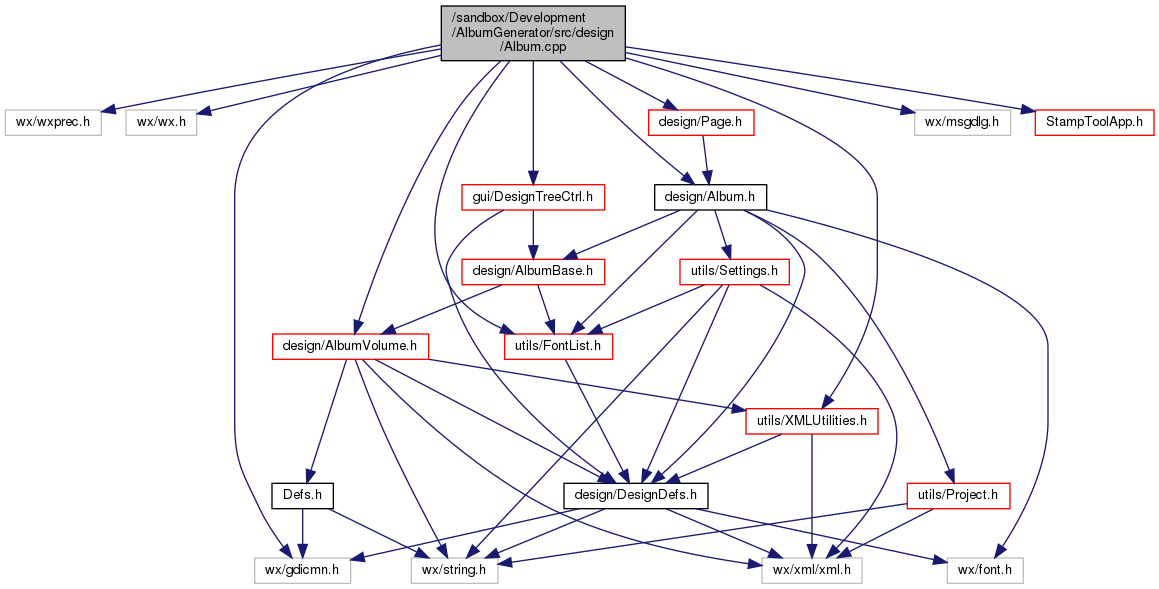 /sandbox/Development
/AlbumGenerator/src/design
/Album.cpp
wx/wxprec.h
wx/wx.h
design/Page.h
wx/msgdlg.h
StampToolApp.h
gui/DesignTreeCtrl.h
design/Album.h
design/AlbumBase.h
utils/Settings.h
design/AlbumVolume.h
utils/FontList.h
utils/XMLUtilities.h
Defs.h
design/DesignDefs.h
utils/Project.h
wx/gdicmn.h
wx/string.h
wx/xml/xml.h
wx/font.h